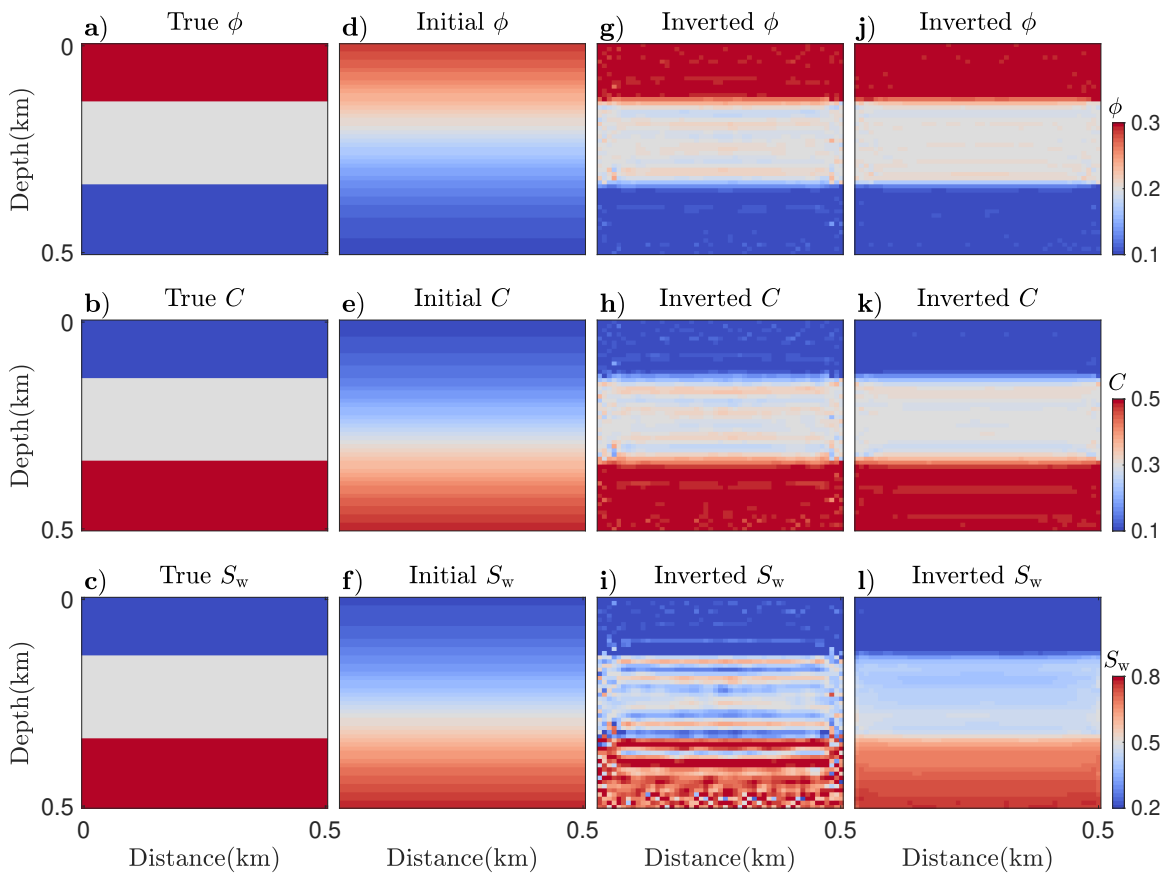 a) True ϕ
d) Initial ϕ
g) Inverted ϕ
j) Inverted ϕ
0
Depth(km)
0.5
ϕ
0.3
0.2
0.1
b) True C
e) Initial C
h) Inverted C
k) Inverted C
0
Depth(km)
0.5
C
0.5
0.3
0.1
c) True Sw
f) Initial Sw
i) Inverted Sw
l) Inverted Sw
0
Depth(km)
0.5
Sw
0.8
0.5
0.2
0 0.5 0.5 0.5 0.5
Distance(km) Distance(km) Distance(km) Distance(km)